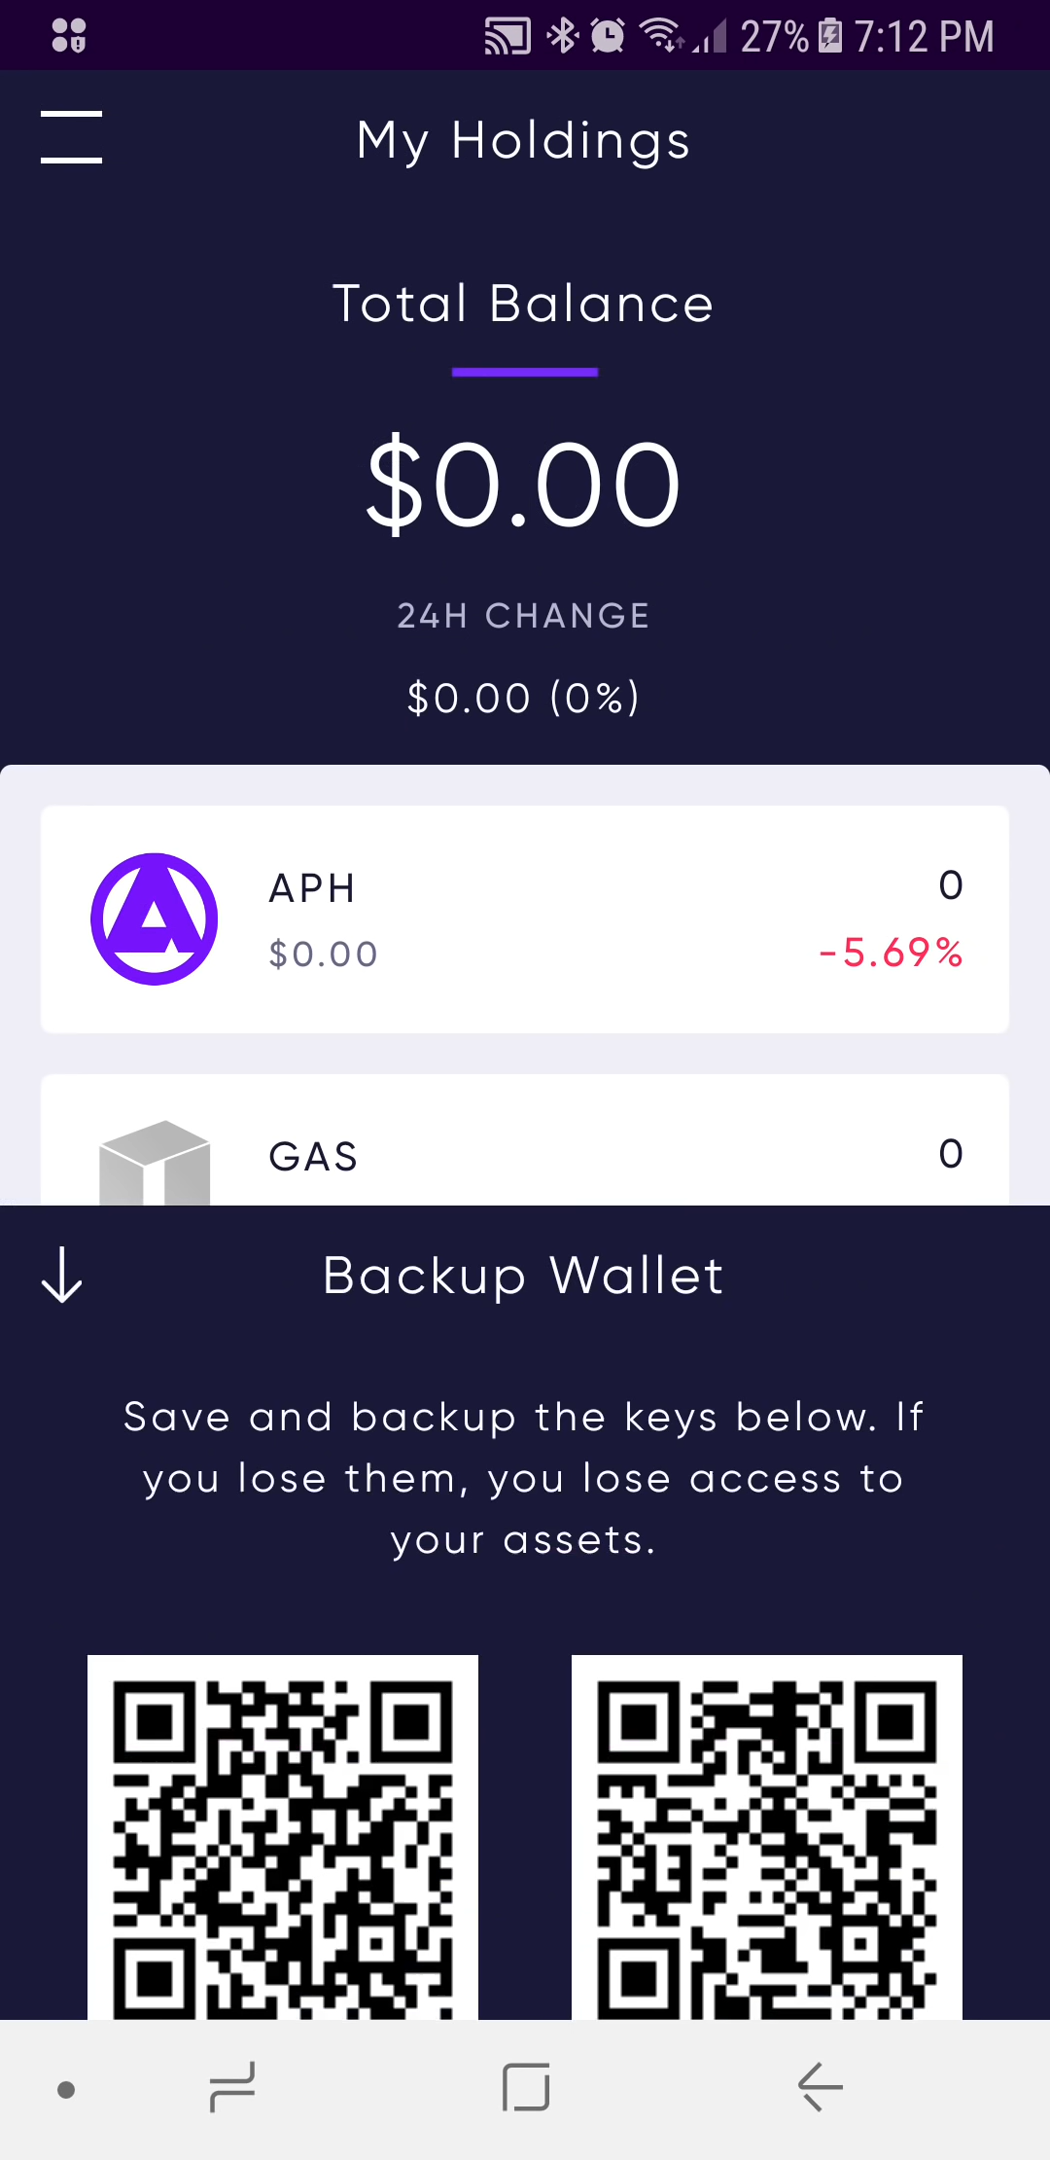 27% 7:12 PM
My Holdings
Total Balance
$0.00
24H CHANGE
$0.00 (0%)
APH 0
$0.00 -5.69%
GAS 0
Backup Wallet
Save and backup the keys below. If
you lose them, you lose access to
your assets.